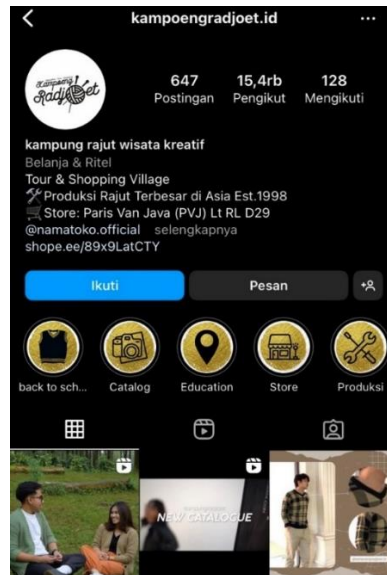 kampoengradjoet.id
Kampoeng
Radjoet
647 15,4rb 128
Postingan Pengikut Mengikuti
kampung rajut wisata kreatif
Belanja & Ritel
Tour & Shopping Village
🛠️Produksi Rajut Terbesar di Asia Est.1998
🛒Store: Paris Van Java (PVJ) Lt RL D29
@namatoko.official selengkapnya
shope.ee/89x9LatCTY
Ikuti Pesan
back to sch... Catalog Education Store Produksi
NEW CATALOGUE